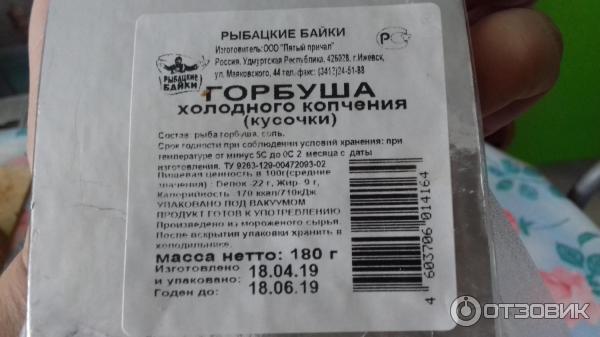 РЫБАЦКИЕ БАЙКИ
Изготовитель:ООО "Пятый причал"
Россия, Удмуртская Республика, 426028, г.Ижевск,
ул. Маяковского, 44 тел./факс: (3412)24-51-88
РЫБАЦКИЕ
БАЙКИ
РС
ГОРБУША
ХОЛОДНОГО КОПЧЕНИЯ
(КУСОЧКИ)
Состав: рыба горбуша, соль.
Срок годности при соблюдении условий хранения: при
температуре от минус 5С до 0С 2 месяца с даты
изготовления. ТУ 9263-129-00472093-02
Пищевая ценность в 100г(средние
значения) : Белок -22 г, Жир- 9 г,
Калорийность - 170 ккал/710кДж
УПАКОВАНО ПОД ВАКУУМОМ
ПРОДУКТ ГОТОВ К УПОТРЕБЛЕНИЮ
Произведено из мороженого сырья.
После вскрытия упаковки хранить в
холодильнике.
масса нетто: 180 г
Изготовлено 18.04.19
и упаковано:
Годен до: 18.06.19
4 603706 014164
ОТЗОВИК